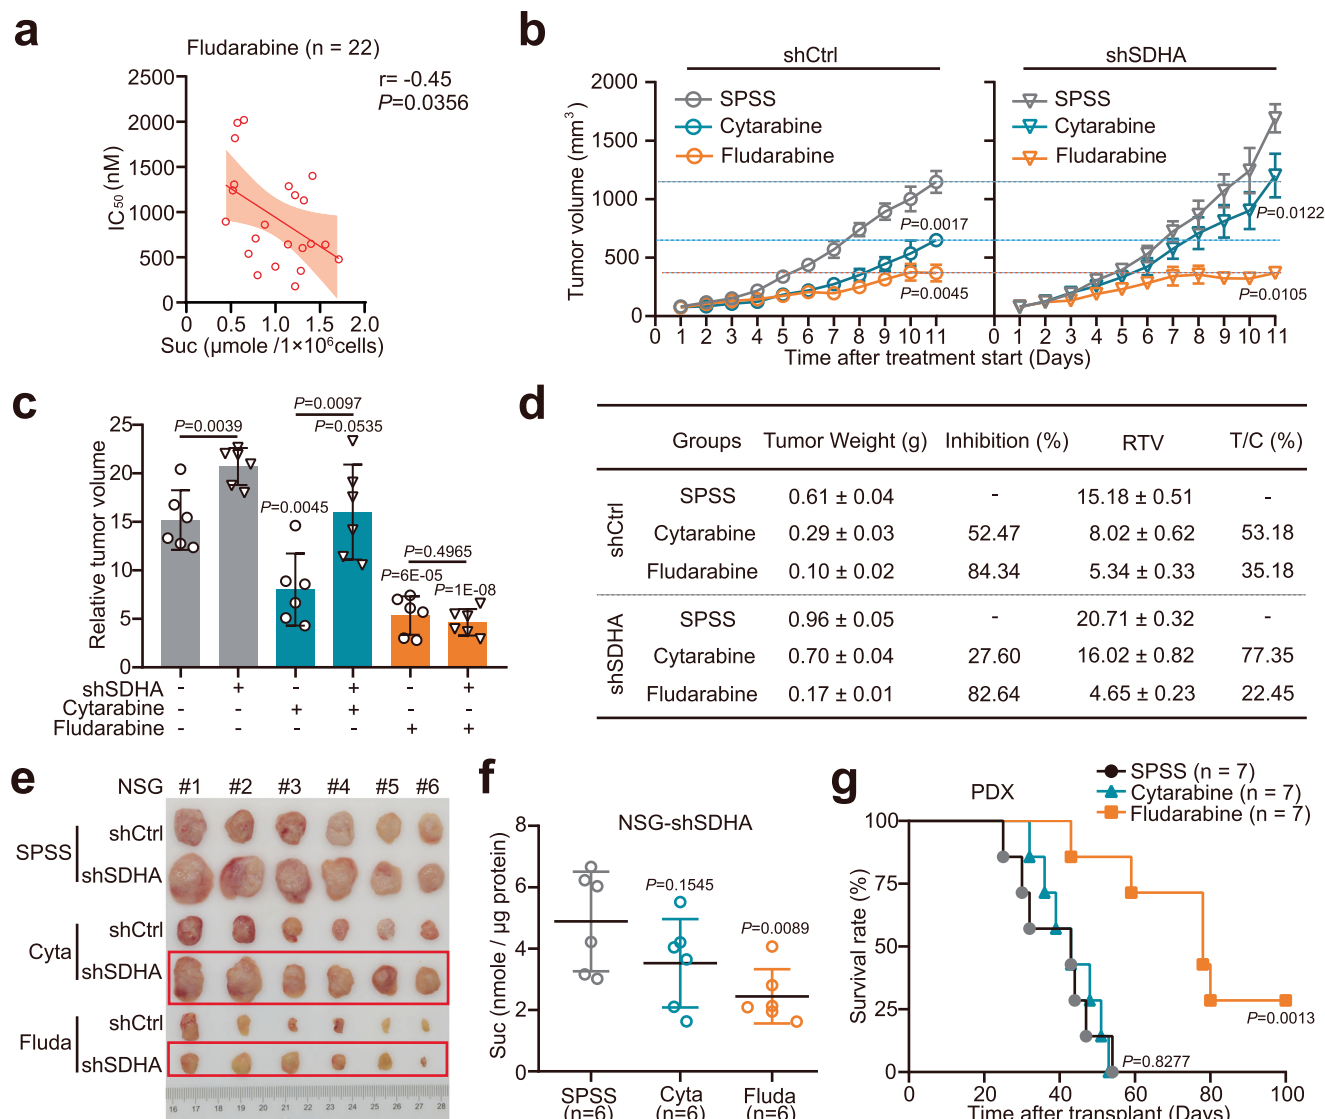 a
Fludarabine (n = 22)
r= -0.45
P=0.0356
2500
2000
1500
1000
500
0
IC50 (nM)
0
0.5
1.0
1.5
2.0
Suc (µmole /1×10⁶cells)
b
shCtrl
shSDHA
2000
1500
1000
500
0
Tumor volume (mm³)
SPSS
Cytarabine
Fludarabine
P=0.0017
P=0.0045
SPSS
Cytarabine
Fludarabine
P=0.0122
P=0.0105
0 1 2 3 4 5 6 7 8 9 10 11
0 1 2 3 4 5 6 7 8 9 10 11
Time after treatment start (Days)
c
Relative tumor volume
25
20
15
10
5
0
P=0.0039
P=0.0097
P=0.0535
P=0.0045
P=0.4965
P=6E-05
P=1E-08
shSDHA - + - + - +
Cytarabine - - + + - -
Fludarabine - - - - + +
d
Groups Tumor Weight (g) Inhibition (%) RTV T/C (%)
shCtrl
SPSS 0.61 ± 0.04 - 15.18 ± 0.51 -
Cytarabine 0.29 ± 0.03 52.47 8.02 ± 0.62 53.18
Fludarabine 0.10 ± 0.02 84.34 5.34 ± 0.33 35.18
shSDHA
SPSS 0.96 ± 0.05 - 20.71 ± 0.32 -
Cytarabine 0.70 ± 0.04 27.60 16.02 ± 0.82 77.35
Fludarabine 0.17 ± 0.01 82.64 4.65 ± 0.23 22.45
e
NSG #1 #2 #3 #4 #5 #6
SPSS
shCtrl
shSDHA
Cyta
shCtrl
shSDHA
Fluda
shCtrl
shSDHA
16 17 18 19 20 21 22 23 24 25 26 27 28
f
NSG-shSDHA
Suc (nmole / µg protein)
8
6
4
2
0
P=0.1545
P=0.0089
SPSS Cyta Fluda
(n=6) (n=6) (n=6)
g
PDX
SPSS (n = 7)
Cytarabine (n = 7)
Fludarabine (n = 7)
Survival rate (%)
100
75
50
25
0
P=0.0013
P=0.8277
0 20 40 60 80 100
Time after transplant (Days)